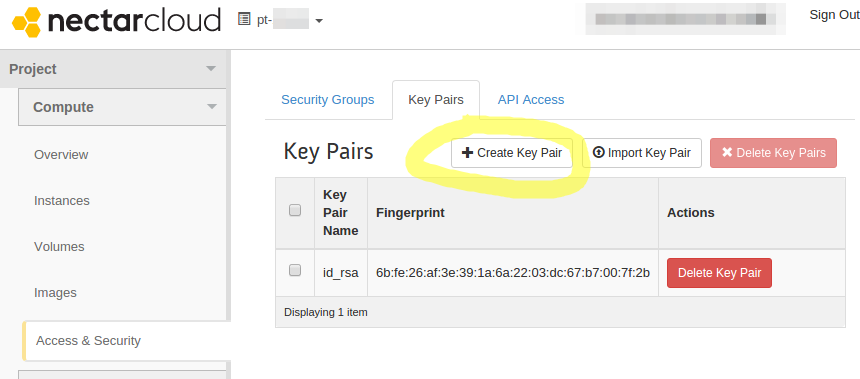 nectarcloud
pt-
Sign Out
Project
Compute
Overview
Instances
Volumes
Images
Access & Security
Security Groups
Key Pairs
API Access
Key Pairs
Create Key Pair
Import Key Pair
Delete Key Pairs
Key
Pair
Name
Fingerprint
Actions
id_rsa
6b:fe:26:af:3e:39:1a:6a:22:03:dc:67:b7:00:7f:2b
Delete Key Pair
Displaying 1 item